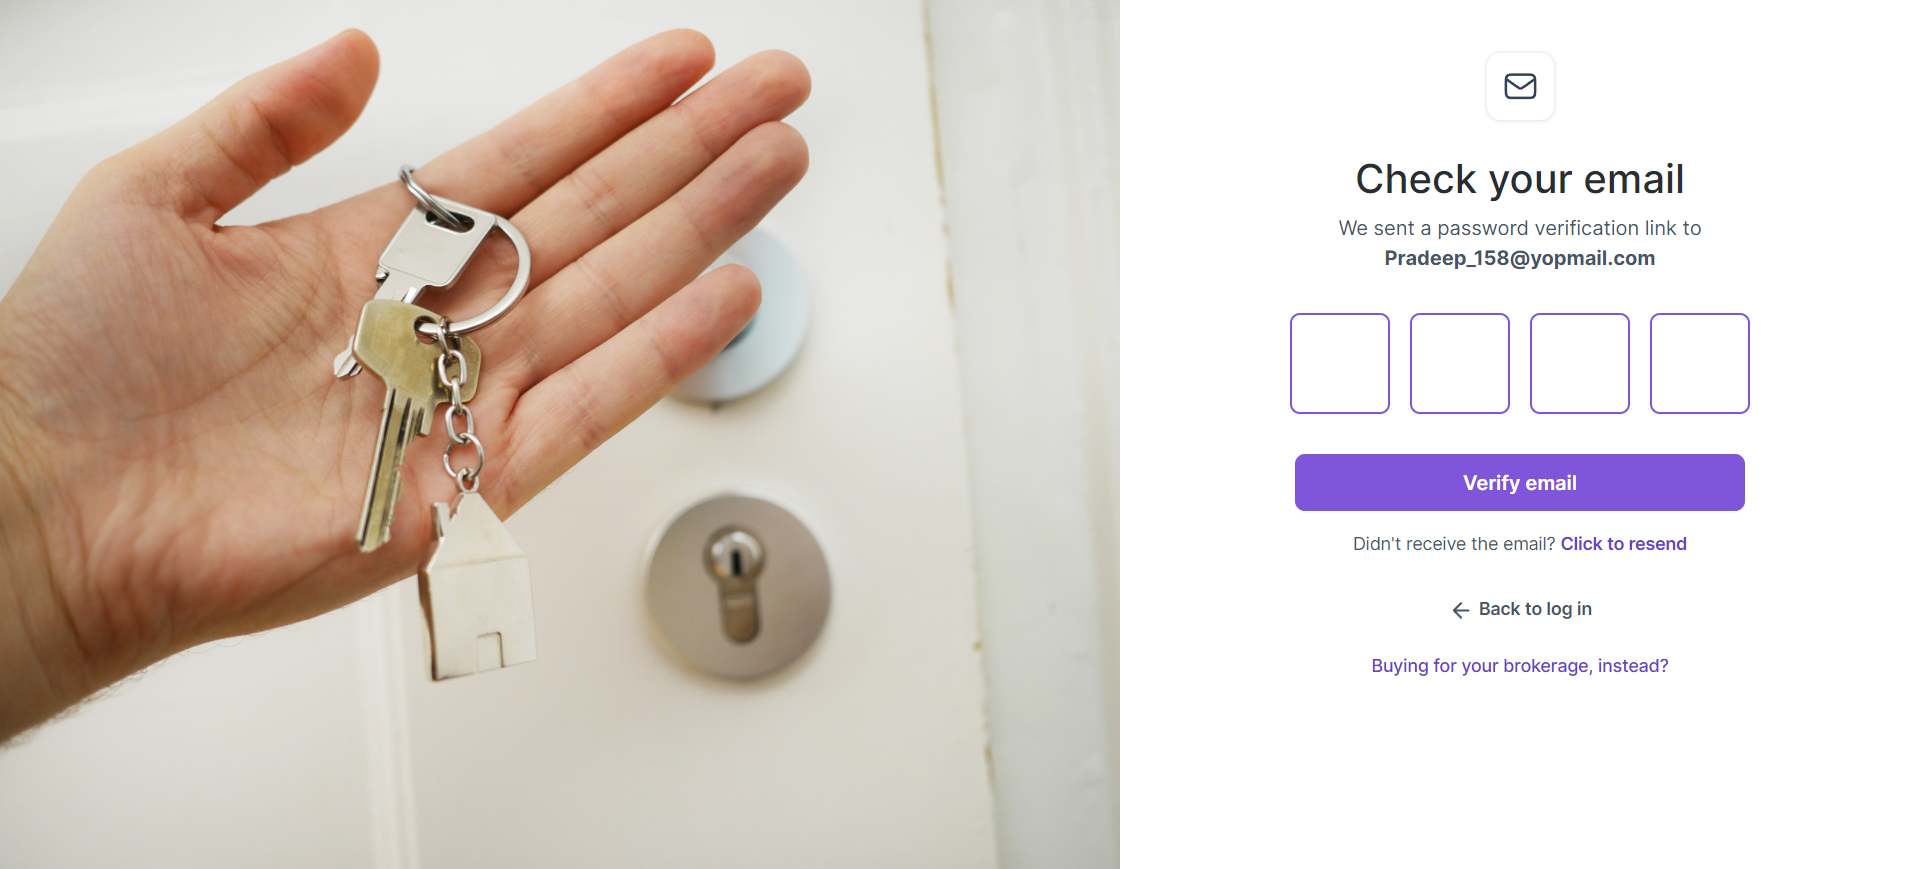 Check your email
We sent a password verification link to
Pradeep_158@yopmail.com
Verify email
Didn't receive the email? Click to resend
Back to log in
Buying for your brokerage, instead?